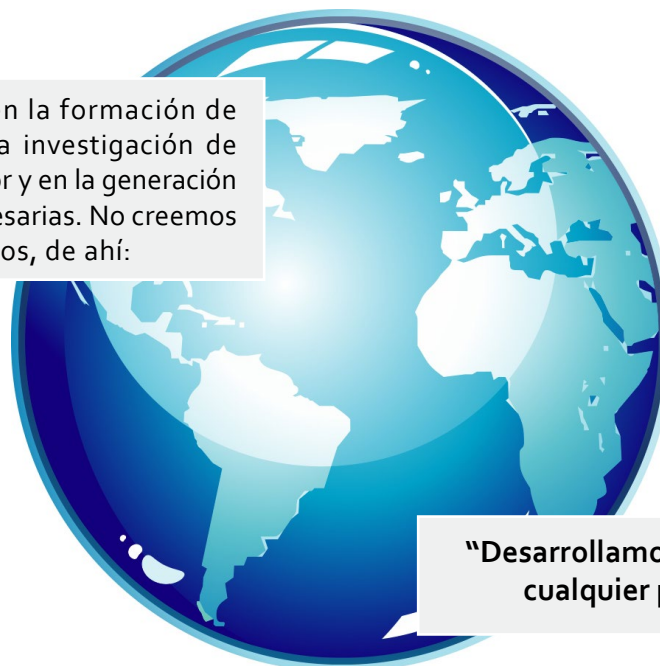 n la formación de
a investigación de
or y en la generación
esarias. No creemos
os, de ahí:
"Desarrollamo
cualquier p